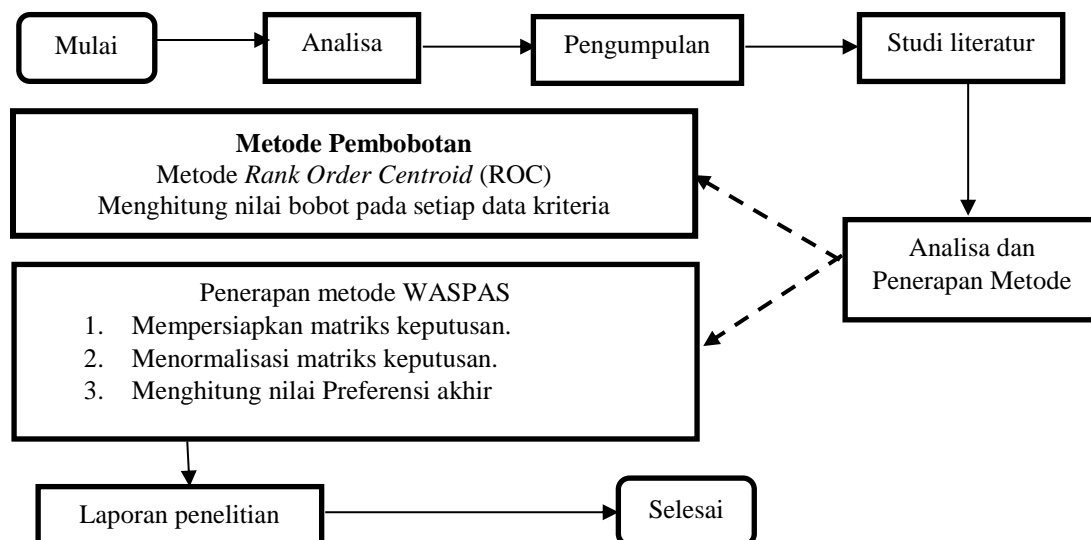 Mulai
Analisa
Pengumpulan
Studi literatur
Metode Pembobotan
Metode Rank Order Centroid (ROC)
Menghitung nilai bobot pada setiap data kriteria
Analisa dan
Penerapan Metode
Penerapan metode WASPAS
1. Mempersiapkan matriks keputusan.
2. Menormalisasi matriks keputusan.
3. Menghitung nilai Preferensi akhir
Laporan penelitian
Selesai